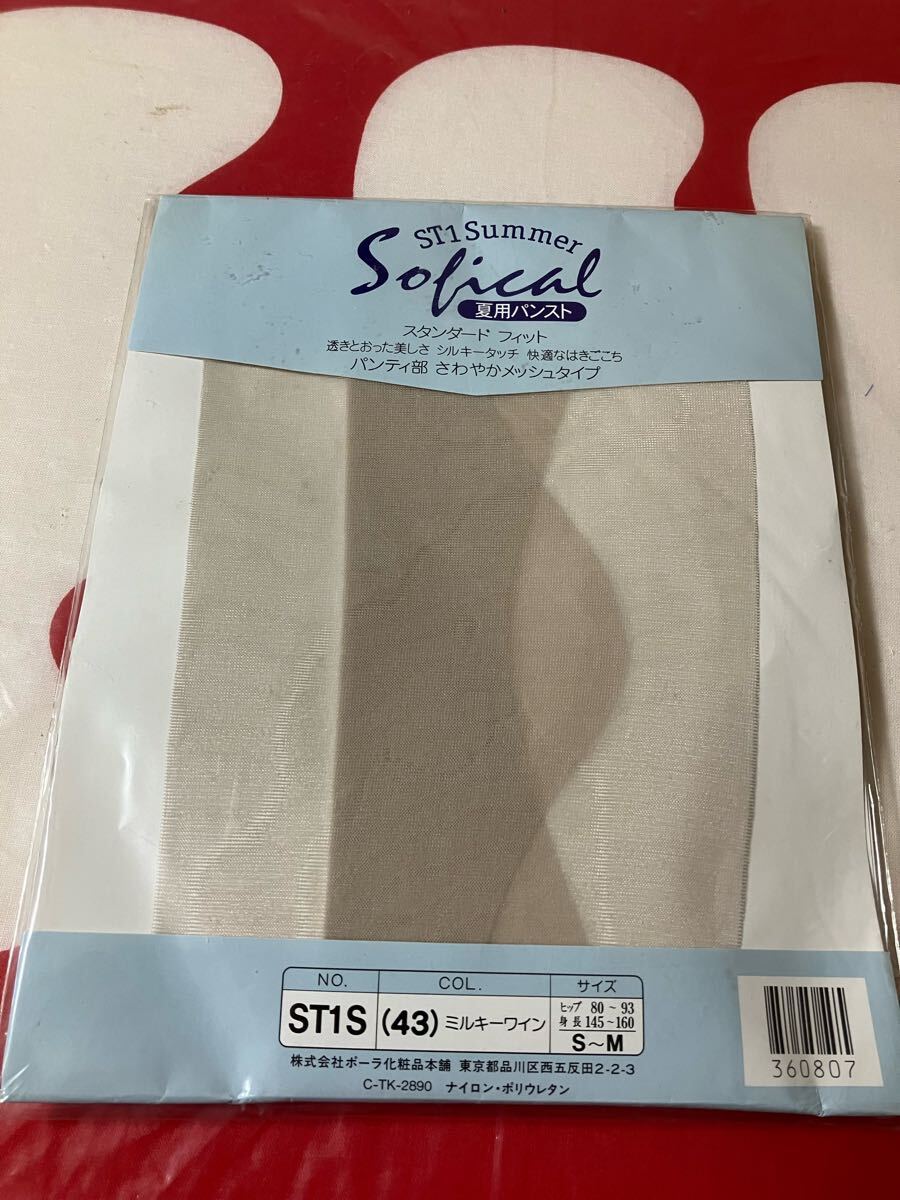 ST1 Summer
Sofical
夏用パンスト
スタンダード フィット
透きとおった美しさ シルキータッチ 快適なはきごこち
パンティ部 さわやかメッシュタイプ
NO. COL. サイズ
ST1S (43) ミルキーワイン ヒップ 80~93
身長 145~160
S~M
株式会社ポーラ化粧品本舗 東京都品川区西五反田2-2-3
C-TK-2890 ナイロン・ポリウレタン
360807